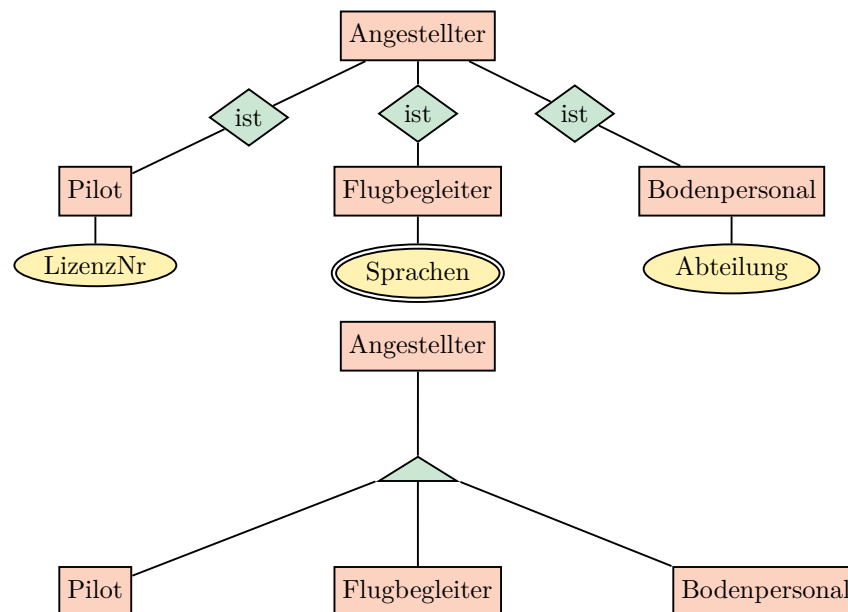 Angestellter
ist ist ist
Pilot Flugbegleiter Bodenpersonal
LizenzNr Sprachen Abteilung
Angestellter
Pilot Flugbegleiter Bodenpersonal